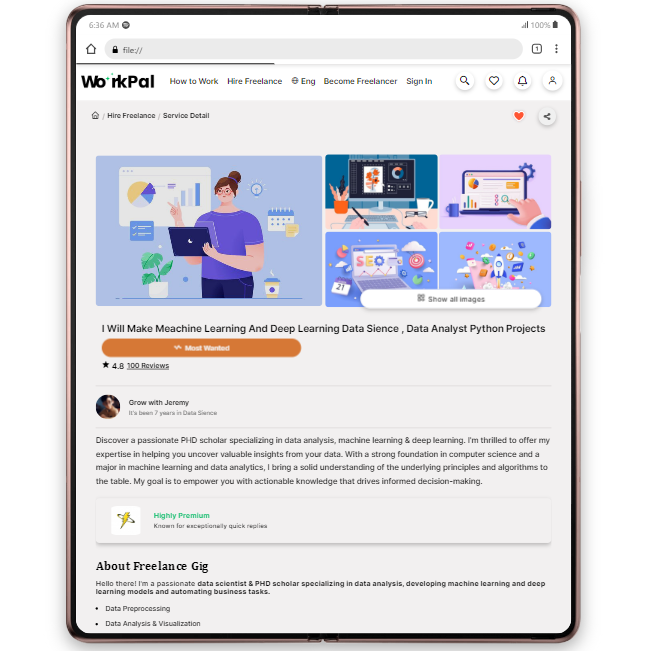 6:36 AM
100%
file://
1
WorkPal
How to Work Hire Freelance Eng Become Freelancer Sign In
/ Hire Freelance / Service Detail
SEO
21
Show all images
I Will Make Meachine Learning And Deep Learning Data Sience , Data Analyst Python Projects
Most Wanted
4.8 100 Reviews
Grow with Jeremy
It's been 7 years in Data Sience
Discover a passionate PHD scholar specializing in data analysis, machine learning & deep learning. I'm thrilled to offer my
expertise in helping you uncover valuable insights from your data. With a strong foundation in computer science and a
major in machine learning and data analytics, I bring a solid understanding of the underlying principles and algorithms to
the table. My goal is to empower you with actionable knowledge that drives informed decision-making.
Highly Premium
Known for exceptionally quick replies
About Freelance Gig
Hello there! I'm a passionate data scientist & PHD scholar specializing in data analysis, developing machine learning and deep
learning models and automating business tasks.
• Data Preprocessing
• Data Analysis & Visualization